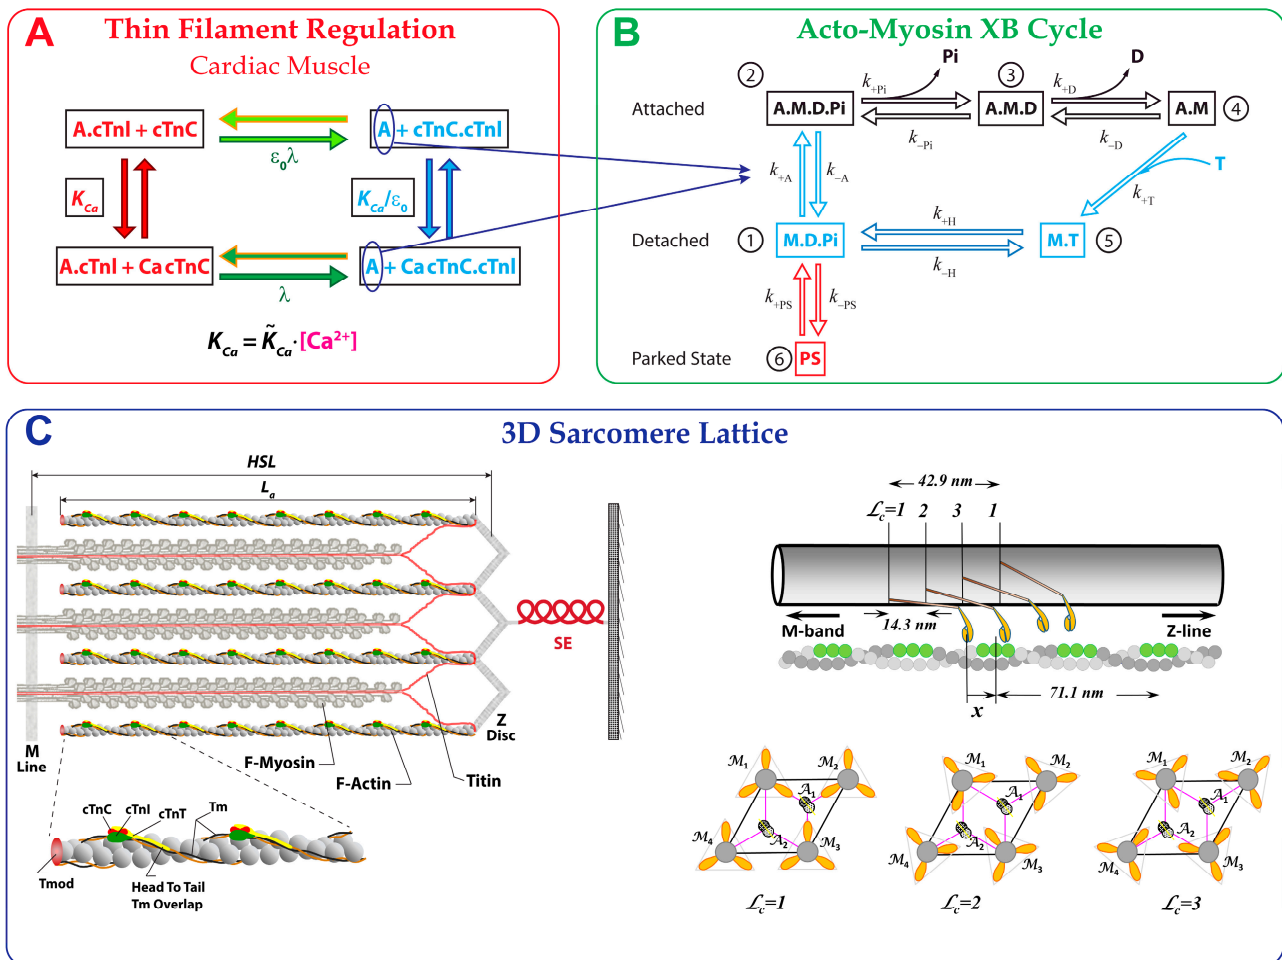 A
Thin Filament Regulation
Cardiac Muscle
A.cTnI + cTnC
A + cTnC.cTnI
ε₀λ
K_Ca
K_Ca/ε₀
A.cTnI + Ca cTnC
A + Ca cTnC.cTnI
λ
K_Ca = K̃_Ca·[Ca²⁺]
B
Acto-Myosin XB Cycle
Pi
D
② ③
k₊Pi
k₊D
Attached
A.M.D.Pi
A.M.D
A.M ④
k₋Pi
k₋D
k₊A
k₋A
T
k₊T
k₊H
Detached ①
M.D.Pi
M.T ⑤
k₋H
k₊PS
k₋PS
Parked State ⑥
PS
C
3D Sarcomere Lattice
HSL
Lₐ
SE
M
Line
Z
Disc
F-Myosin
F-Actin
Titin
cTnC
cTnI
cTnT
Tm
Tmod
Head To Tail
Tm Overlap
42.9 nm
ℒc=1 2 3 1
M-band
14.3 nm
Z-line
71.1 nm
x
ℳ₁ ℳ₂
𝒜₁
𝒜₂
ℳ₄ ℳ₃
ℒc=1
ℳ₁ ℳ₂
𝒜₁
𝒜₂
ℳ₄ ℳ₃
ℒc=2
ℳ₁ ℳ₂
𝒜₁
𝒜₂
ℳ₄ ℳ₃
ℒc=3